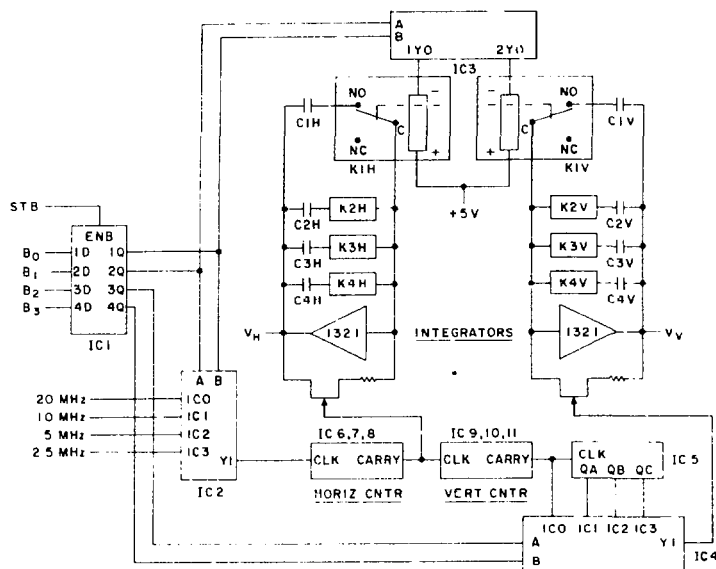 A
B
1Y0 2Y0
IC3
NO NO
C1H C C C1V
NC NC
K1H + + K1V
+5V
STB
ENB
B0 1D 1Q
B1 2D 2Q
B2 3D 3Q
B3 4D 4Q
IC1
C2H K2H K2V C2V
C3H K3H K3V C3V
C4H K4H K4V C4V
VH 1321 INTEGRATORS 1321 VV
A B
20 MHz 1C0
10 MHz 1C1
5 MHz 1C2
2.5 MHz 1C3
Y1
IC2
IC 6,7,8 IC 9,10,11
CLK CARRY CLK CARRY
HORIZ CNTR VERT CNTR
CLK IC 5
QA QB QC
1C0 1C1 1C2 1C3
A Y1 IC4
B